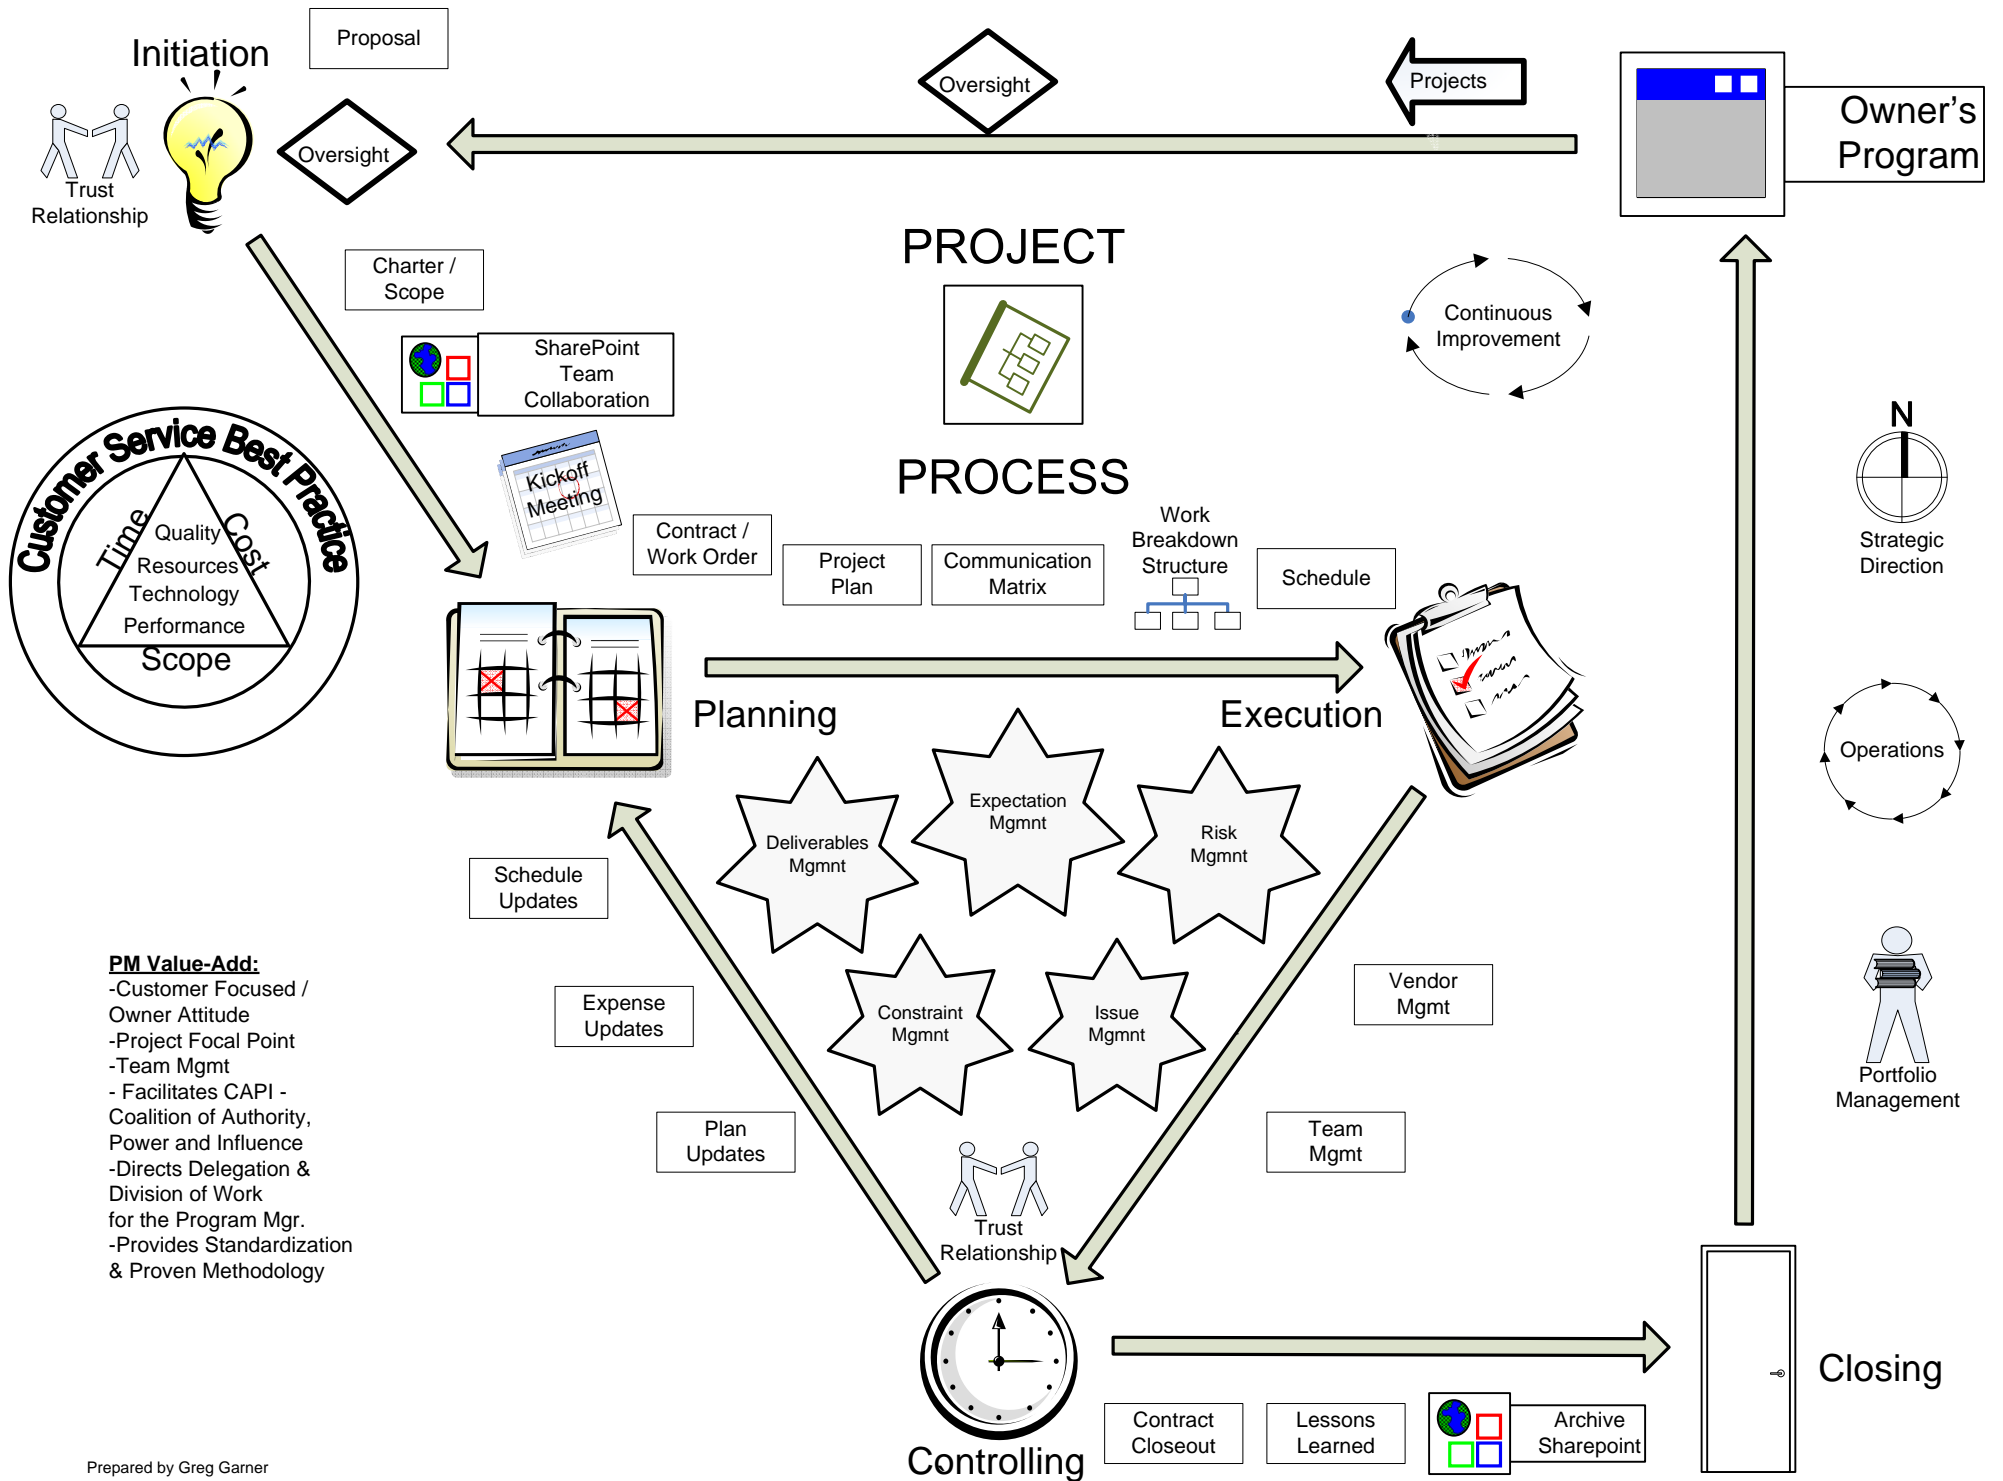 Initiation
Proposal
Oversight
Projects
Owner's
Program
Oversight
Trust
Relationship
PROJECT
Charter /
Scope
Continuous
Improvement
SharePoint
Team
Collaboration
N
Strategic
Direction
Customer Service Best Practice
Time
Cost
Quality
Resources
Technology
Performance
Scope
Kickoff
Meeting
PROCESS
Contract /
Work Order
Project
Plan
Communication
Matrix
Work
Breakdown
Structure
Schedule
Planning
Execution
Operations
Deliverables
Mgmnt
Expectation
Mgmnt
Risk
Mgmnt
Schedule
Updates
Constraint
Mgmnt
Issue
Mgmnt
Expense
Updates
Vendor
Mgmt
Portfolio
Management
PM Value-Add:
-Customer Focused /
Owner Attitude
-Project Focal Point
-Team Mgmt
- Facilitates CAPI -
Coalition of Authority,
Power and Influence
-Directs Delegation &
Division of Work
for the Program Mgr.
-Provides Standardization
& Proven Methodology
Plan
Updates
Team
Mgmt
Trust
Relationship
Controlling
Closing
Contract
Closeout
Lessons
Learned
Archive
Sharepoint
Prepared by Greg Garner